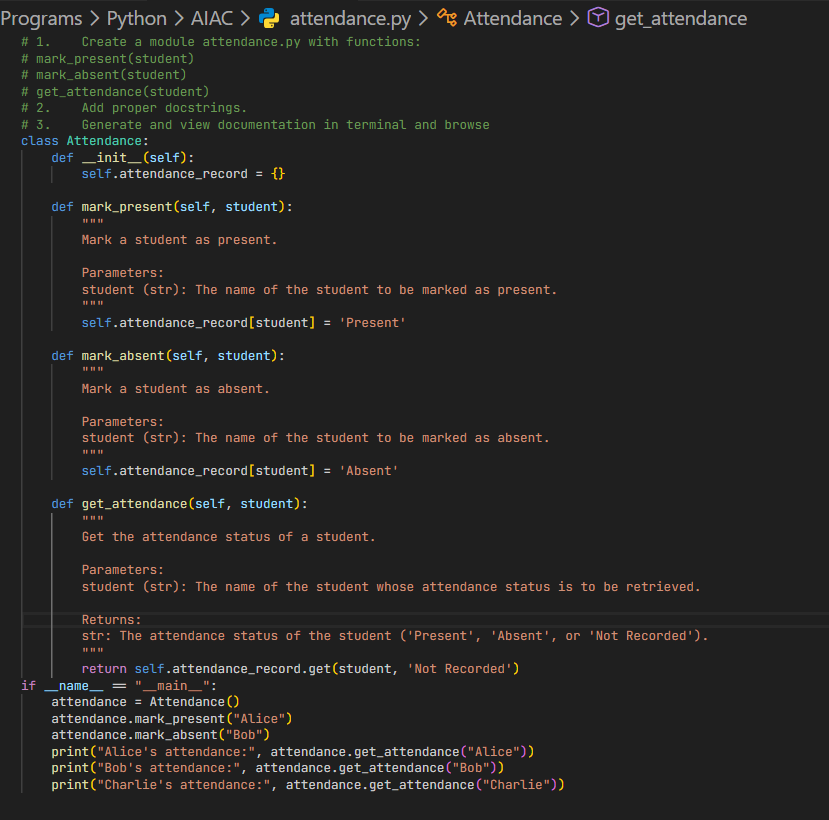 Programs > Python > AIAC > attendance.py > Attendance > get_attendance
# 1.    Create a module attendance.py with functions:
# mark_present(student)
# mark_absent(student)
# get_attendance(student)
# 2.    Add proper docstrings.
# 3.    Generate and view documentation in terminal and browse
class Attendance:
    def __init__(self):
        self.attendance_record = {}

    def mark_present(self, student):
        """
        Mark a student as present.

        Parameters:
        student (str): The name of the student to be marked as present.
        """
        self.attendance_record[student] = 'Present'

    def mark_absent(self, student):
        """
        Mark a student as absent.

        Parameters:
        student (str): The name of the student to be marked as absent.
        """
        self.attendance_record[student] = 'Absent'

    def get_attendance(self, student):
        """
        Get the attendance status of a student.

        Parameters:
        student (str): The name of the student whose attendance status is to be retrieved.

        Returns:
        str: The attendance status of the student ('Present', 'Absent', or 'Not Recorded').
        """
        return self.attendance_record.get(student, 'Not Recorded')
if __name__ == "__main__":
    attendance = Attendance()
    attendance.mark_present("Alice")
    attendance.mark_absent("Bob")
    print("Alice's attendance:", attendance.get_attendance("Alice"))
    print("Bob's attendance:", attendance.get_attendance("Bob"))
    print("Charlie's attendance:", attendance.get_attendance("Charlie"))